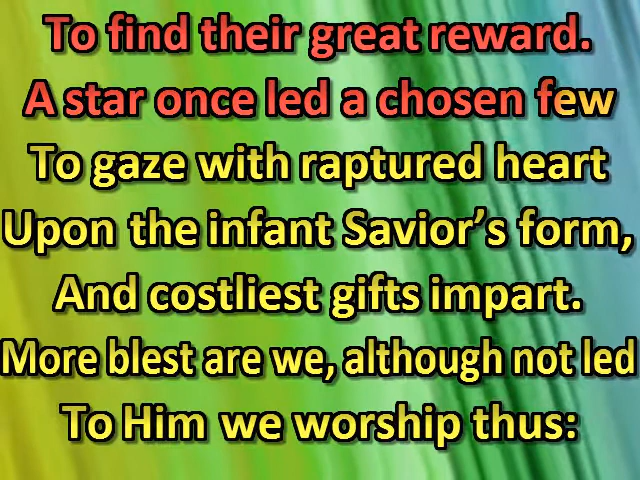 To find their great reward.
A star once led a chosen few
To gaze with raptured heart
Upon the infant Savior's form,
And costliest gifts impart.
More blest are we, although not led
To Him we worship thus: